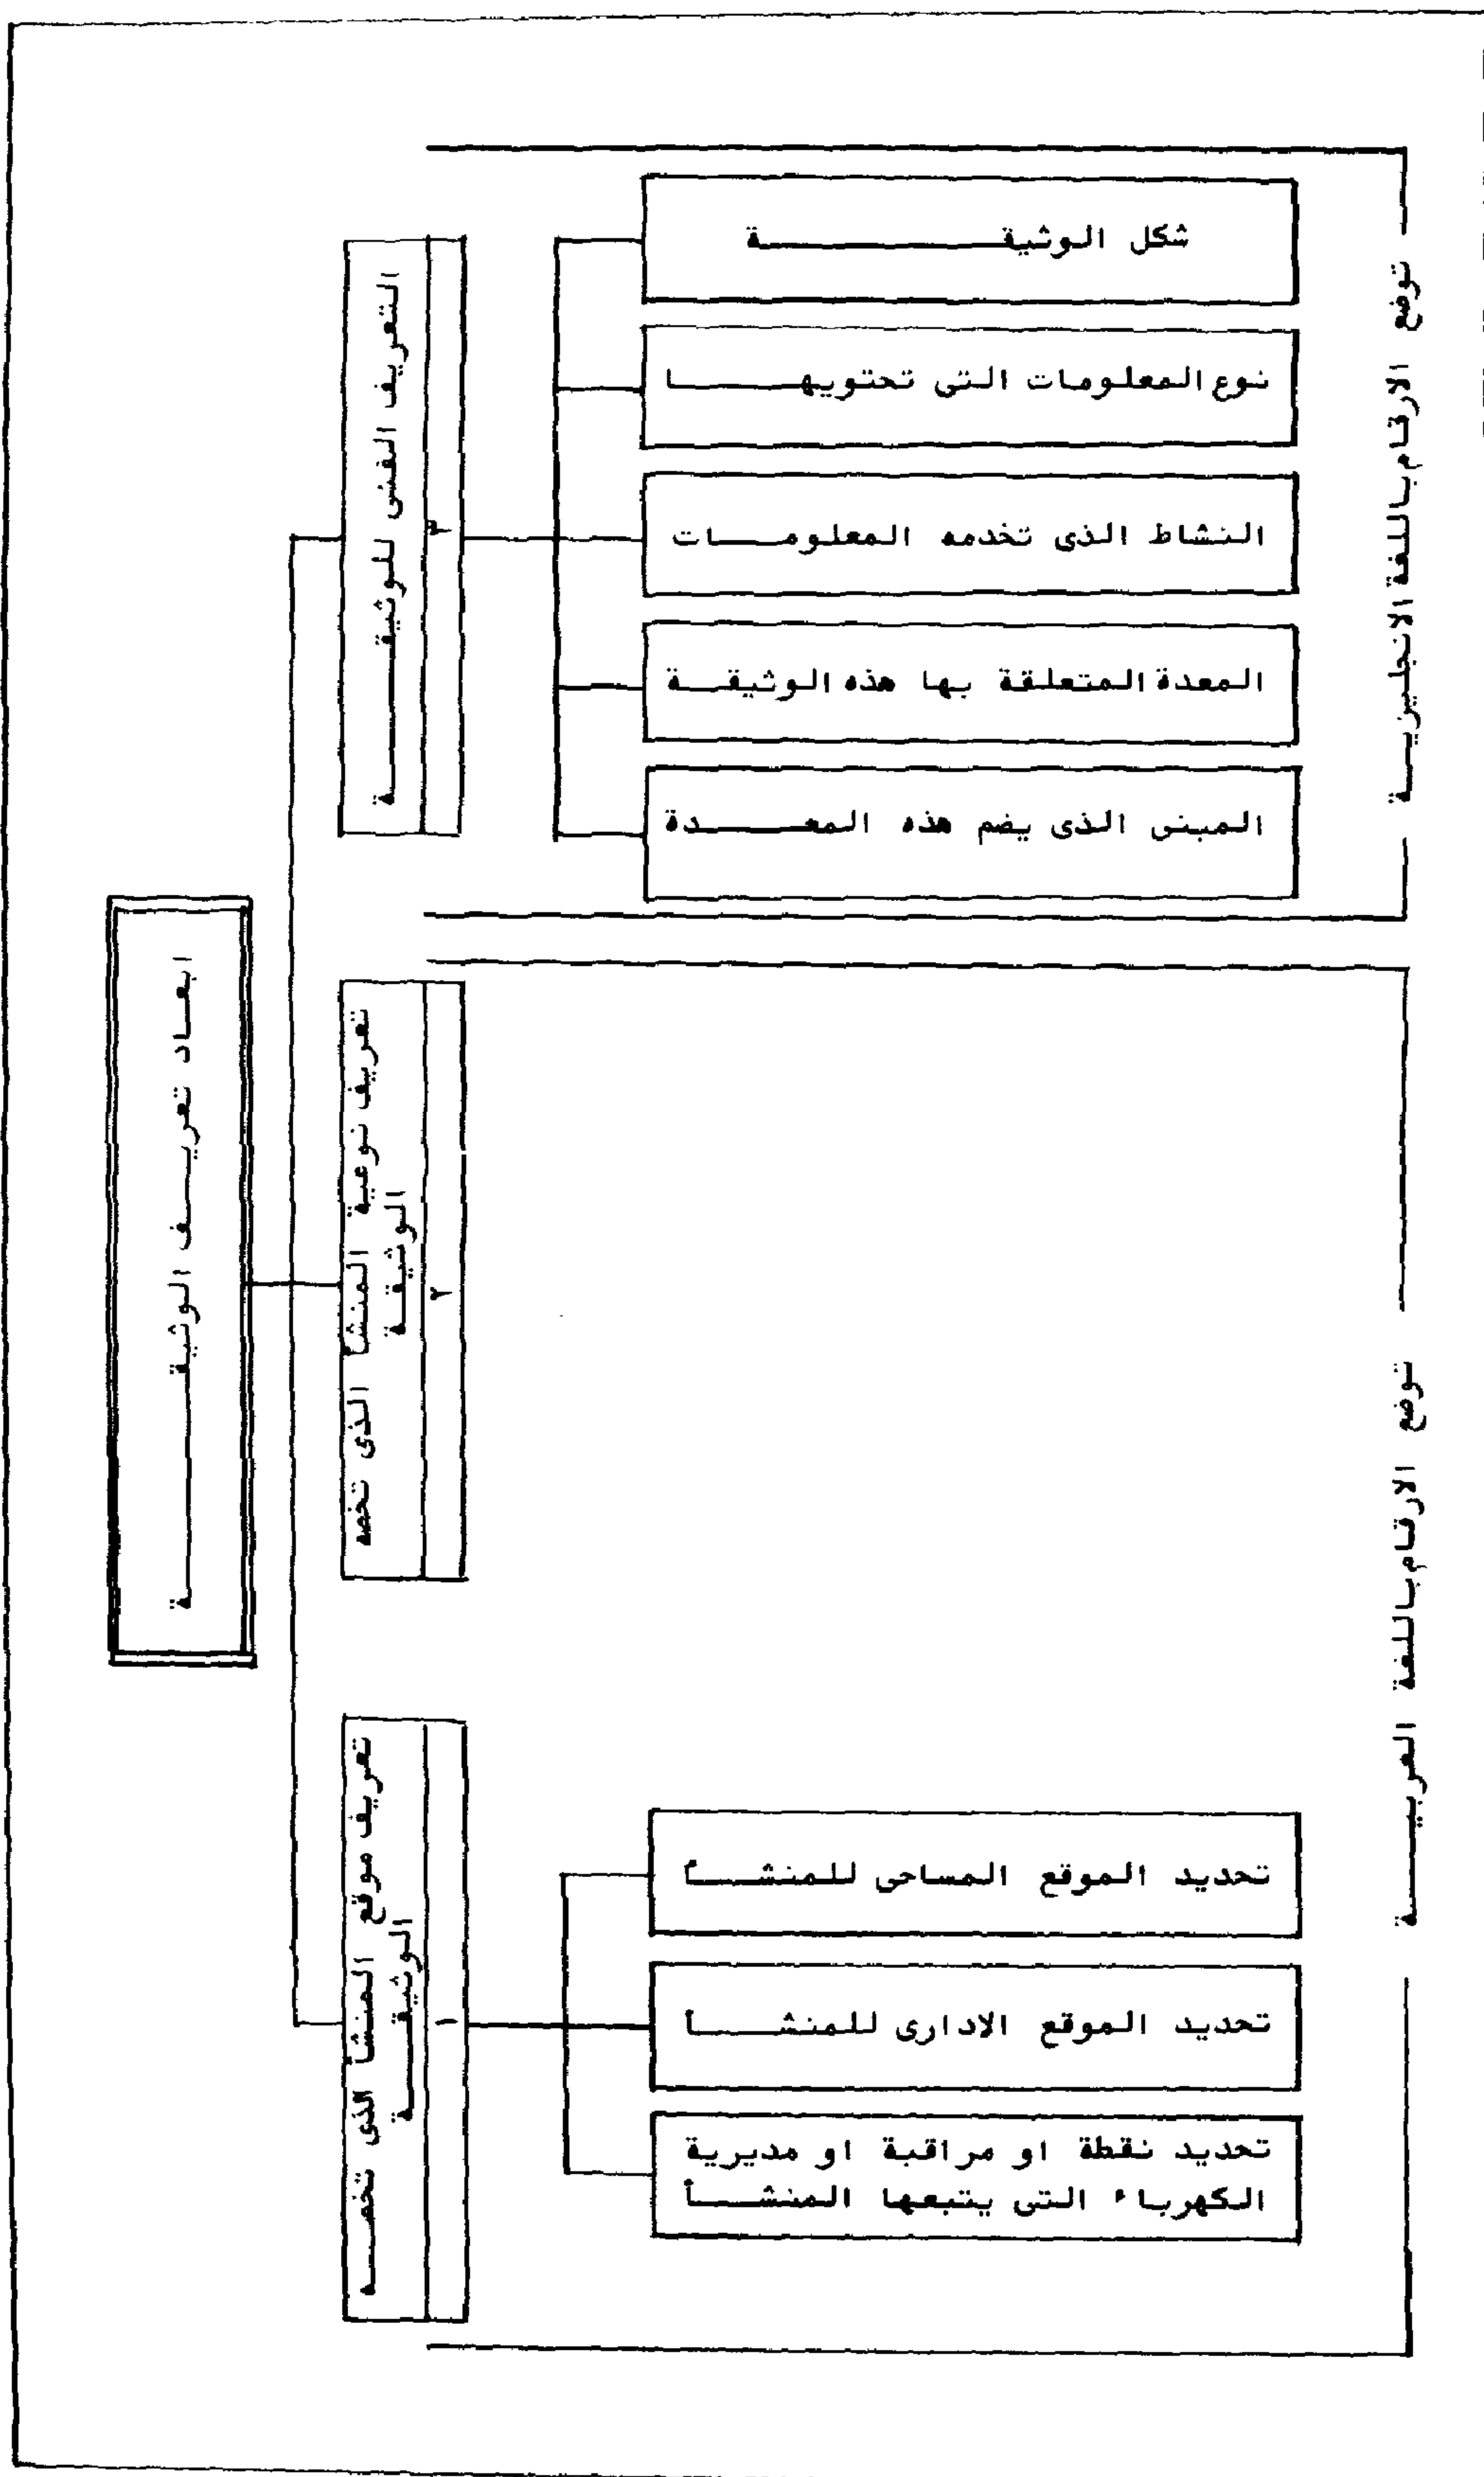 ابعاد تعريف الوثيقة
التعريف الفنى للوثيقة
٣
شكل الوثيقة
نوع المعلومات التى تحتويها
النشاط الذى تخدمه المعلومات
المعدة المتعلقة بها هذه الوثيقة
المبنى الذى يضم هذه المعدة
توضع الارقام باللغة الانجليزية
تعريف نوعية المنشأ الذى تخصه
الوثيقة
٢
تعريف موقع المنشأ الذى تخصه
الوثيقة
١
تحديد الموقع المساحى للمنشأ
تحديد الموقع الادارى للمنشأ
تحديد نقطة او مراقبة او مديرية
الكهرباء التى يتبعها المنشأ
توضع الارقام باللغة العربية